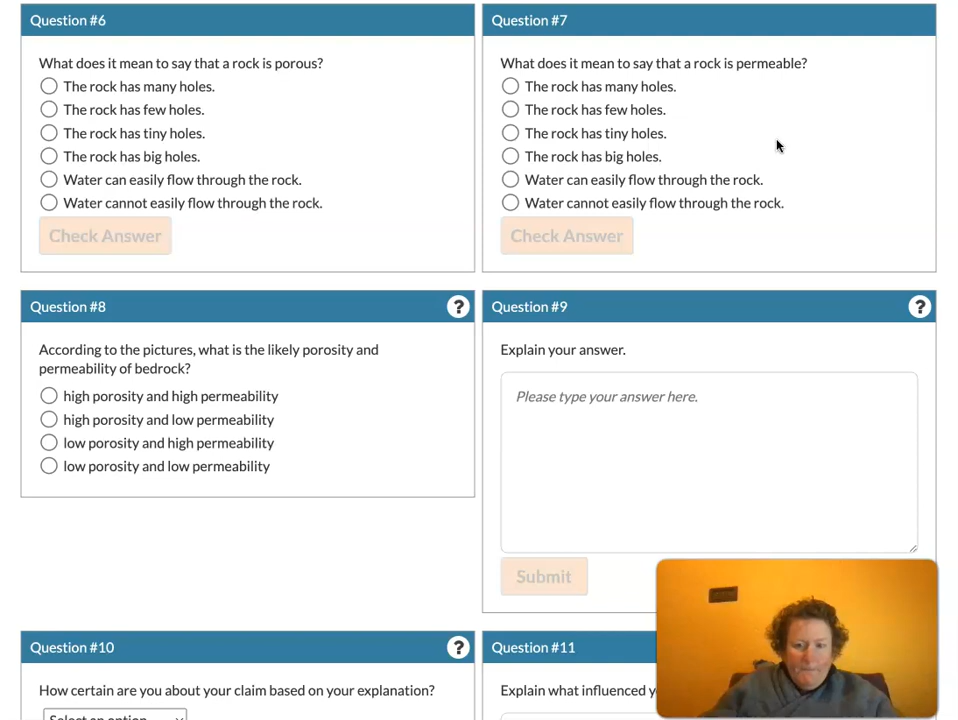 Question #6
What does it mean to say that a rock is porous?
The rock has many holes.
The rock has few holes.
The rock has tiny holes.
The rock has big holes.
Water can easily flow through the rock.
Water cannot easily flow through the rock.
Check Answer
Question #7
What does it mean to say that a rock is permeable?
The rock has many holes.
The rock has few holes.
The rock has tiny holes.
The rock has big holes.
Water can easily flow through the rock.
Water cannot easily flow through the rock.
Check Answer
Question #8
?
According to the pictures, what is the likely porosity and
permeability of bedrock?
high porosity and high permeability
high porosity and low permeability
low porosity and high permeability
low porosity and low permeability
Question #9
?
Explain your answer.
Please type your answer here.
Submit
Question #10
?
How certain are you about your claim based on your explanation?
Select an option
Question #11
Explain what influenced